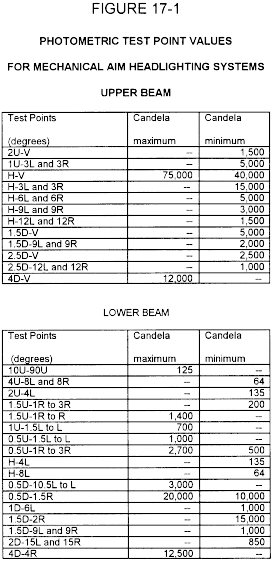 FIGURE 17-1
PHOTOMETRIC TEST POINT VALUES
FOR MECHANICAL AIM HEADLIGHTING SYSTEMS
UPPER BEAM
Test Points Candela Candela
(degrees) maximum minimum
2U-V -- 1,500
1U-3L and 3R -- 5,000
H-V 75,000 40,000
H-3L and 3R -- 15,000
H-6L and 6R -- 5,000
H-9L and 9R -- 3,000
H-12L and 12R -- 1,500
1.5D-V -- 5,000
1.5D-9L and 9R -- 2,000
2.5D-V -- 2,500
2.5D-12L and 12R -- 1,000
4D-V 12,000 --
LOWER BEAM
Test Points Candela Candela
(degrees) maximum minimum
10U-90U 125 --
4U-8L and 8R -- 64
2U-4L -- 135
1.5U-1R to 3R -- 200
1.5U-1R to R 1,400 --
1U-1.5L to L 700 --
0.5U-1.5L to L 1,000 --
0.5U-1R to 3R 2,700 500
H-4L -- 135
H-8L -- 64
0.5D-10.5L to L 3,000 --
0.5D-1.5R 20,000 10,000
1D-6L -- 1,000
1.5D-2R -- 15,000
1.5D-9L and 9R -- 1,000
2D-15L and 15R -- 850
4D-4R 12,500 --